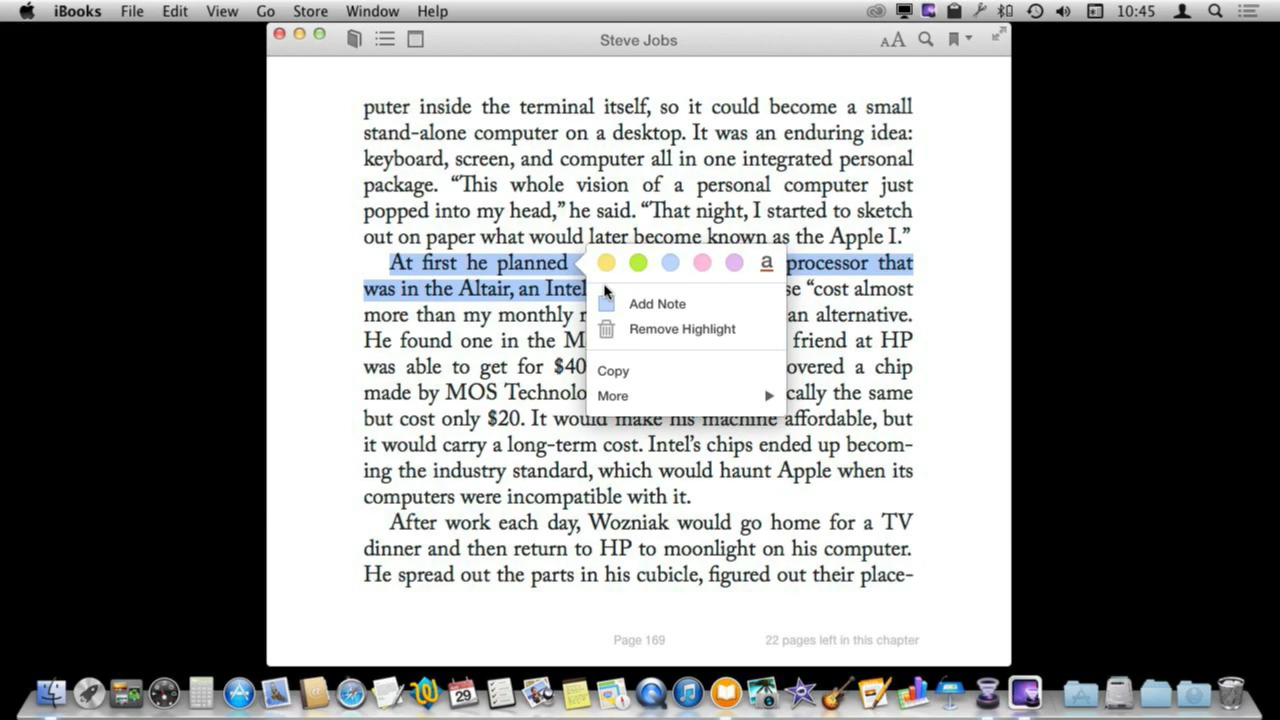 iBooks File Edit View Go Store Window Help 10:45
Steve Jobs
AA
puter inside the terminal itself, so it could become a small
stand-alone computer on a desktop. It was an enduring idea:
keyboard, screen, and computer all in one integrated personal
package. “This whole vision of a personal computer just
popped into my head,” he said. “That night, I started to sketch
out on paper what would later become known as the Apple I.”
At first he planned processor that
was in the Altair, an Intel se “cost almost
more than my monthly an alternative.
He found one in the friend at HP
was able to get for $40 overed a chip
made by MOS Technolo cally the same
but cost only $20. It would make his machine affordable, but
it would carry a long-term cost. Intel’s chips ended up becom-
ing the industry standard, which would haunt Apple when its
computers were incompatible with it.
After work each day, Wozniak would go home for a TV
dinner and then return to HP to moonlight on his computer.
He spread out the parts in his cubicle, figured out their place-
a
Add Note
Remove Highlight
Copy
More
Page 169 22 pages left in this chapter
29